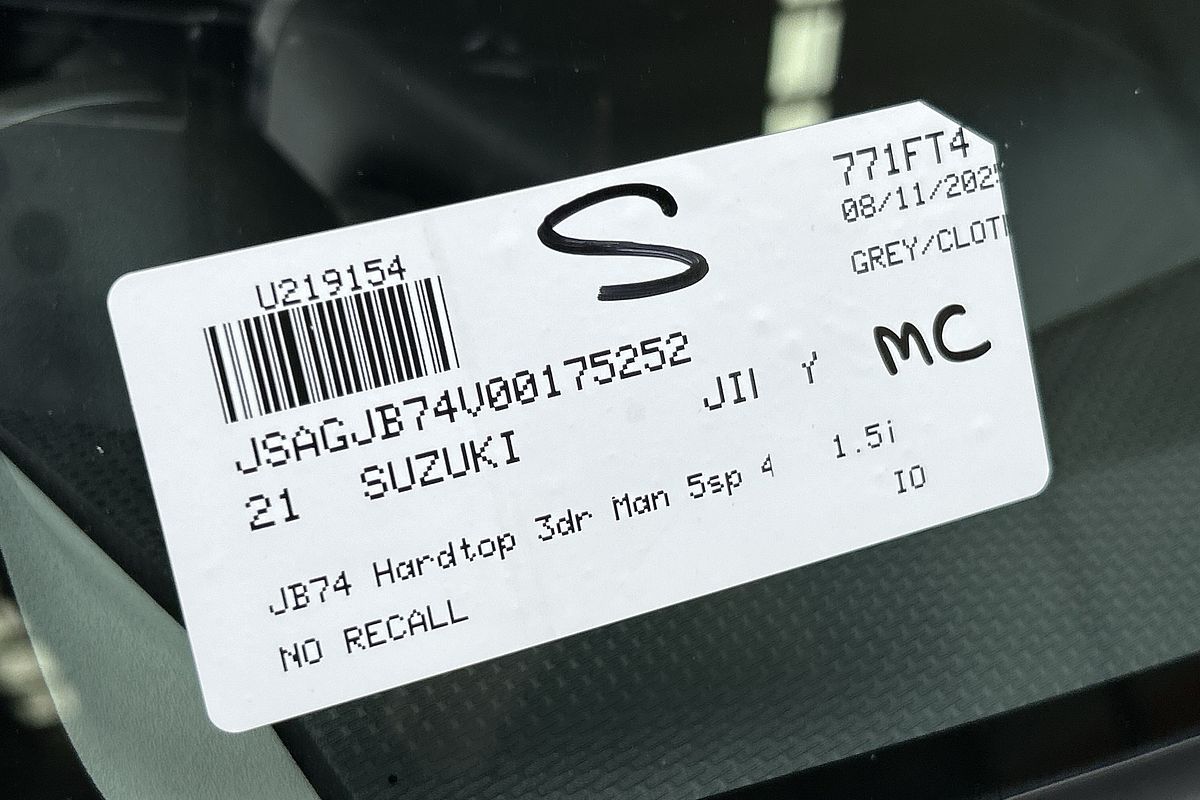 771FT4
08/11/202
GREY/CLOT
S
U219154
MC
JSAGJB74V00175252
21 SUZUKI JII Y
JB74 Hardtop 3dr Man 5sp 4 1.5i
NO RECALL IO